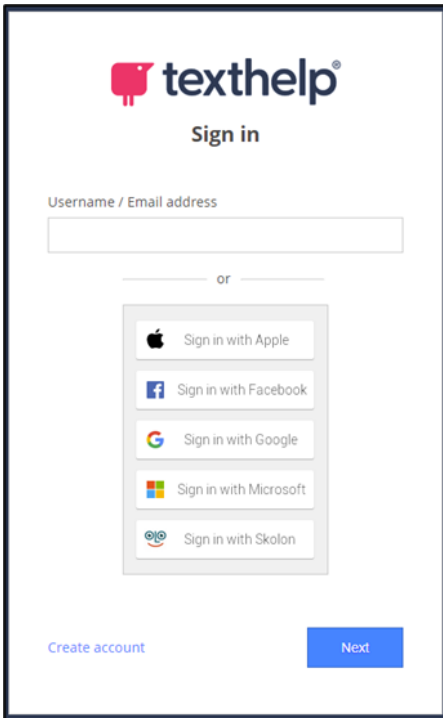 texthelp®
Sign in
Username / Email address
or
Sign in with Apple
Sign in with Facebook
Sign in with Google
Sign in with Microsoft
Sign in with Skolon
Create account
Next